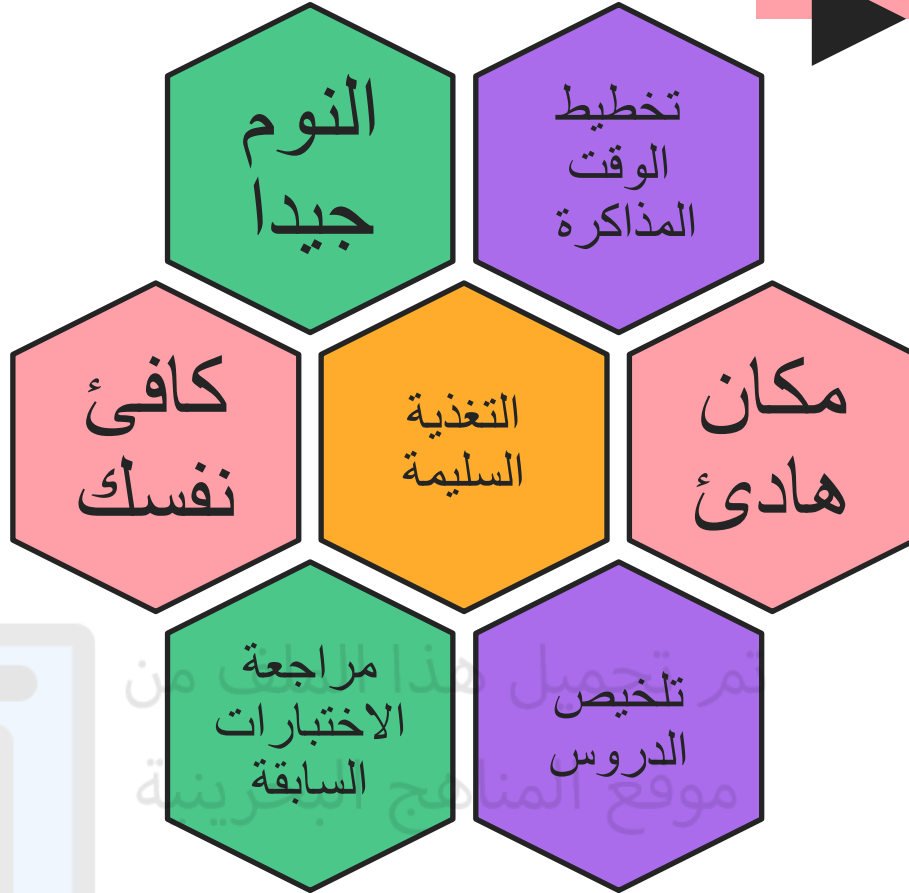 تخطيط
الوقت
المذاكرة
النوم
جيدا
مكان
هادئ
التغذية
السليمة
كافئ
نفسك
تلخيص
الدروس
مراجعة
الاختبارات
السابقة
تم تحميل هذا الملف من
موقع المناهج البحرينية